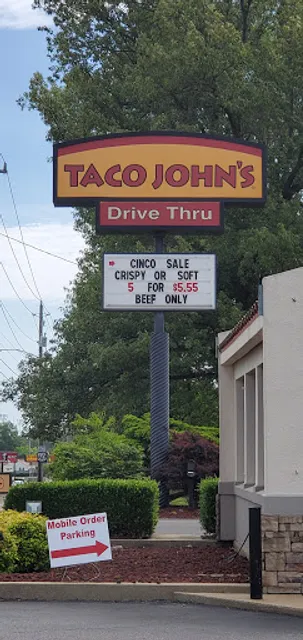 TACO JOHN'S
Drive Thru
CINCO SALE
CRISPY OR SOFT
5 FOR $5.55
BEEF ONLY
Mobile Order
Parking